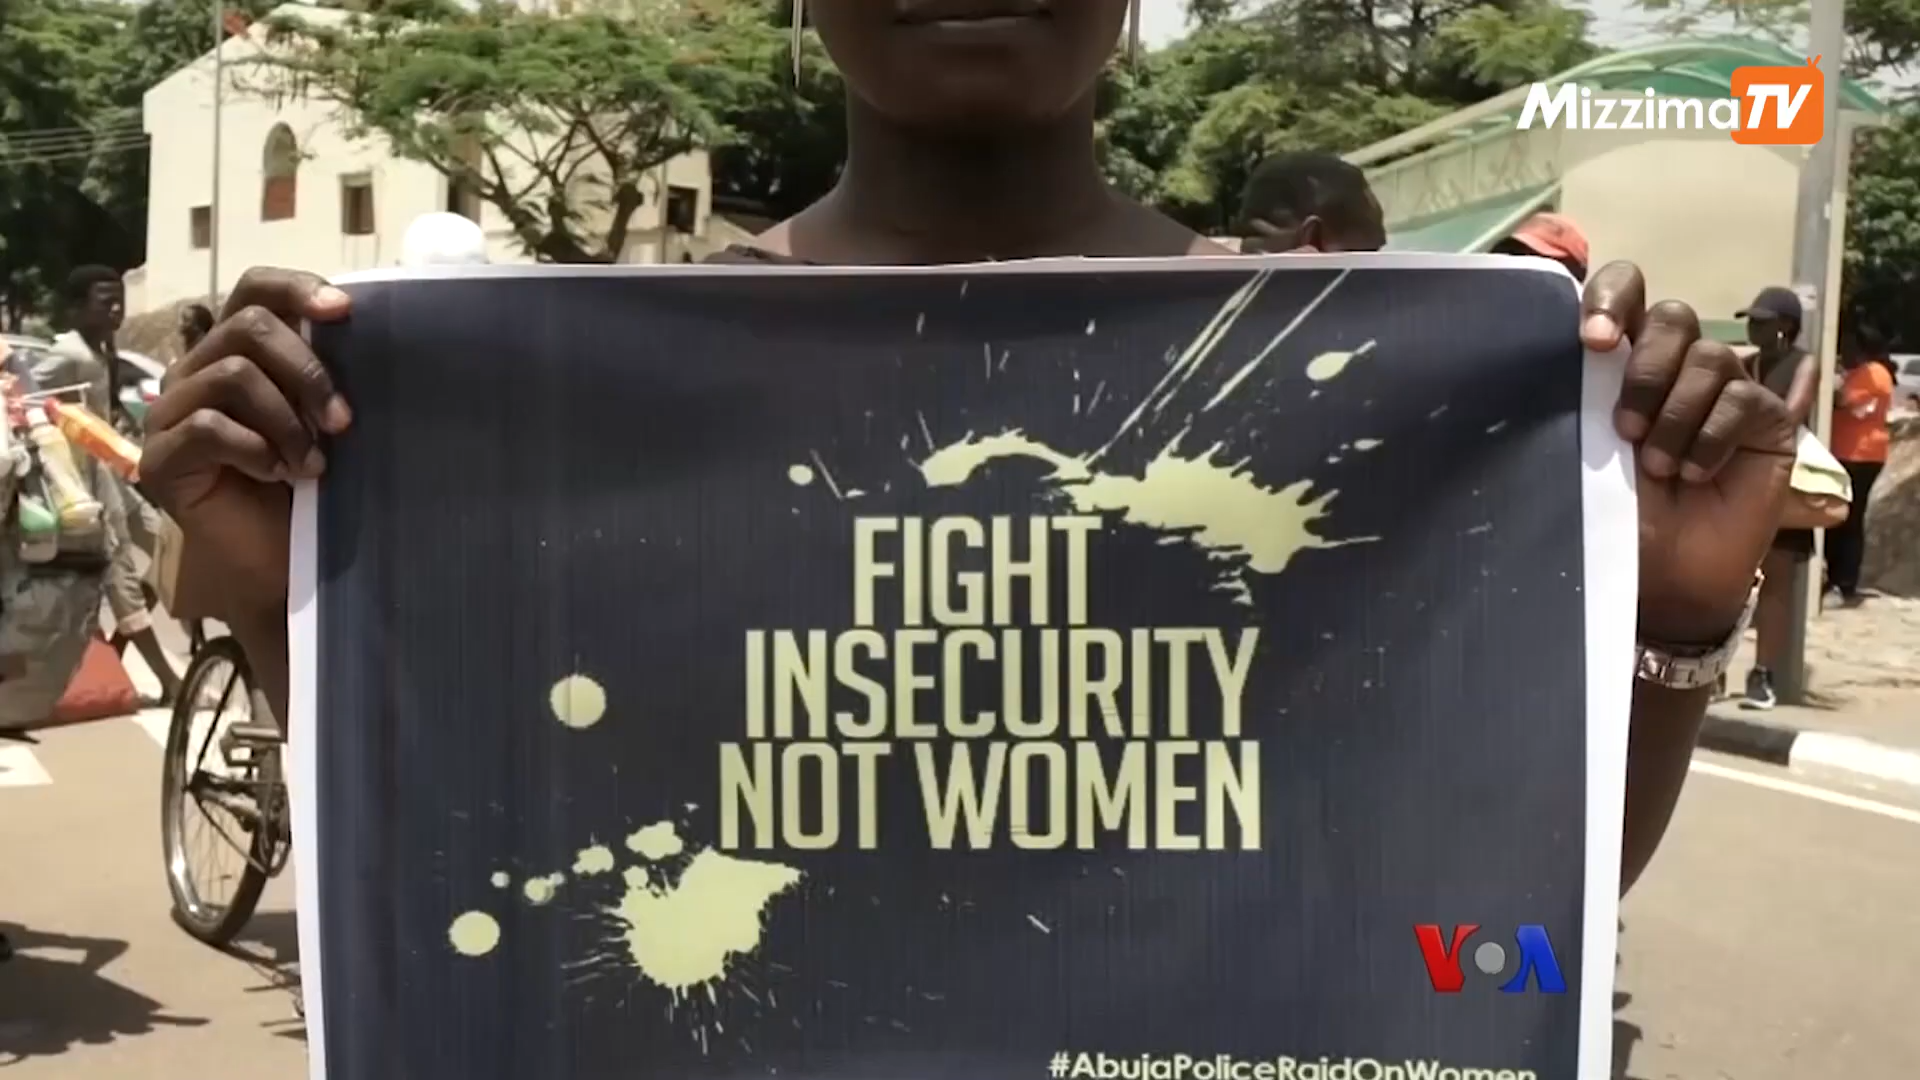 MizzimaTV
FIGHT
INSECURITY
NOT WOMEN
VOA
#AbujaPoliceRaidOnWomen